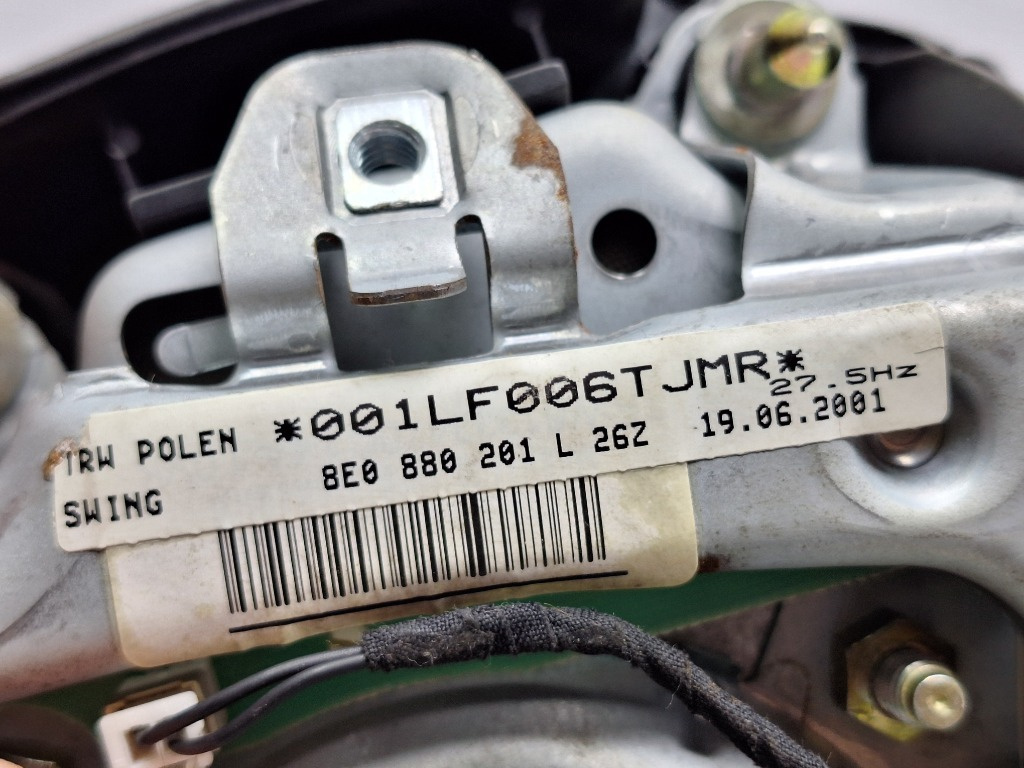 *001LF006TJMR*
27.5Hz
TRW POLEN 8E0 880 201 L 26Z 19.06.2001
SWING